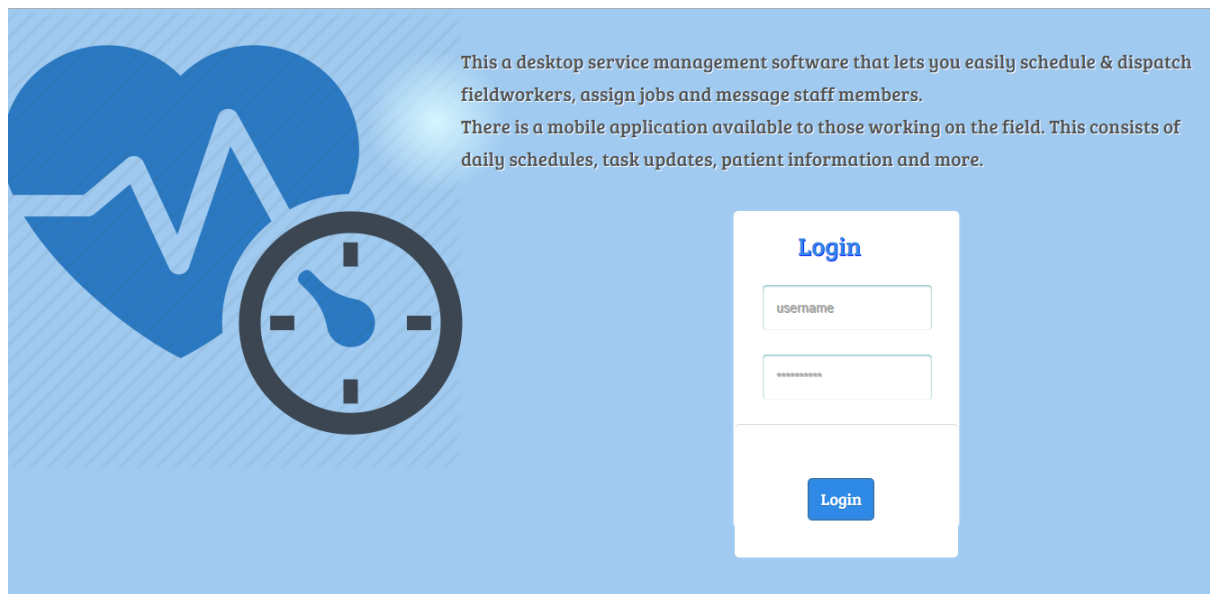 This a desktop service management software that lets you easily schedule & dispatch
fieldworkers, assign jobs and message staff members.
There is a mobile application available to those working on the field. This consists of
daily schedules, task updates, patient information and more.
Login
username
**********
Login